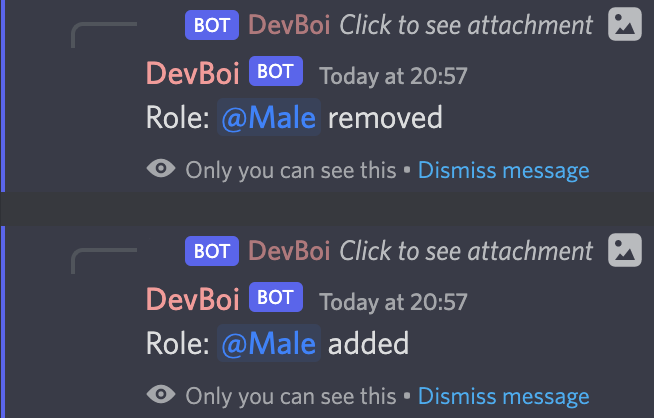 BOT DevBoi Click to see attachment
DevBoi BOT Today at 20:57
Role: @Male removed
Only you can see this • Dismiss message
BOT DevBoi Click to see attachment
DevBoi BOT Today at 20:57
Role: @Male added
Only you can see this • Dismiss message